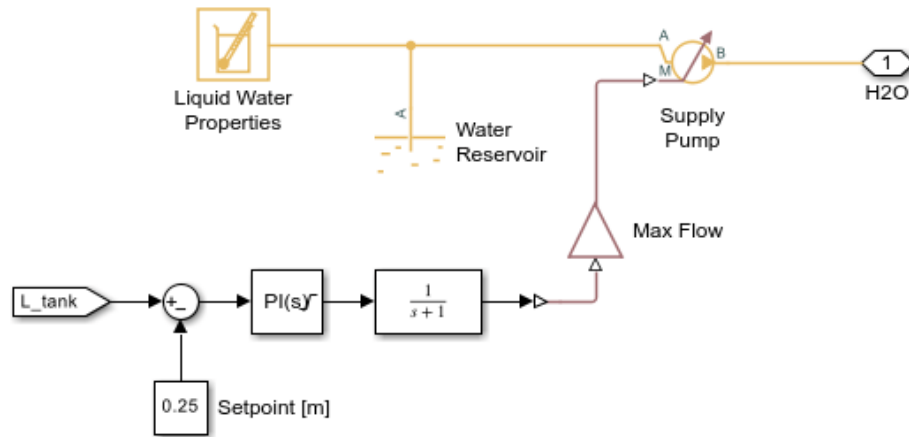 A
B
M
1
H2O
Liquid Water
Properties
A
Water
Reservoir
Supply
Pump
Max Flow
L_tank
+
−
PI(s)
1
s + 1
0.25
Setpoint [m]